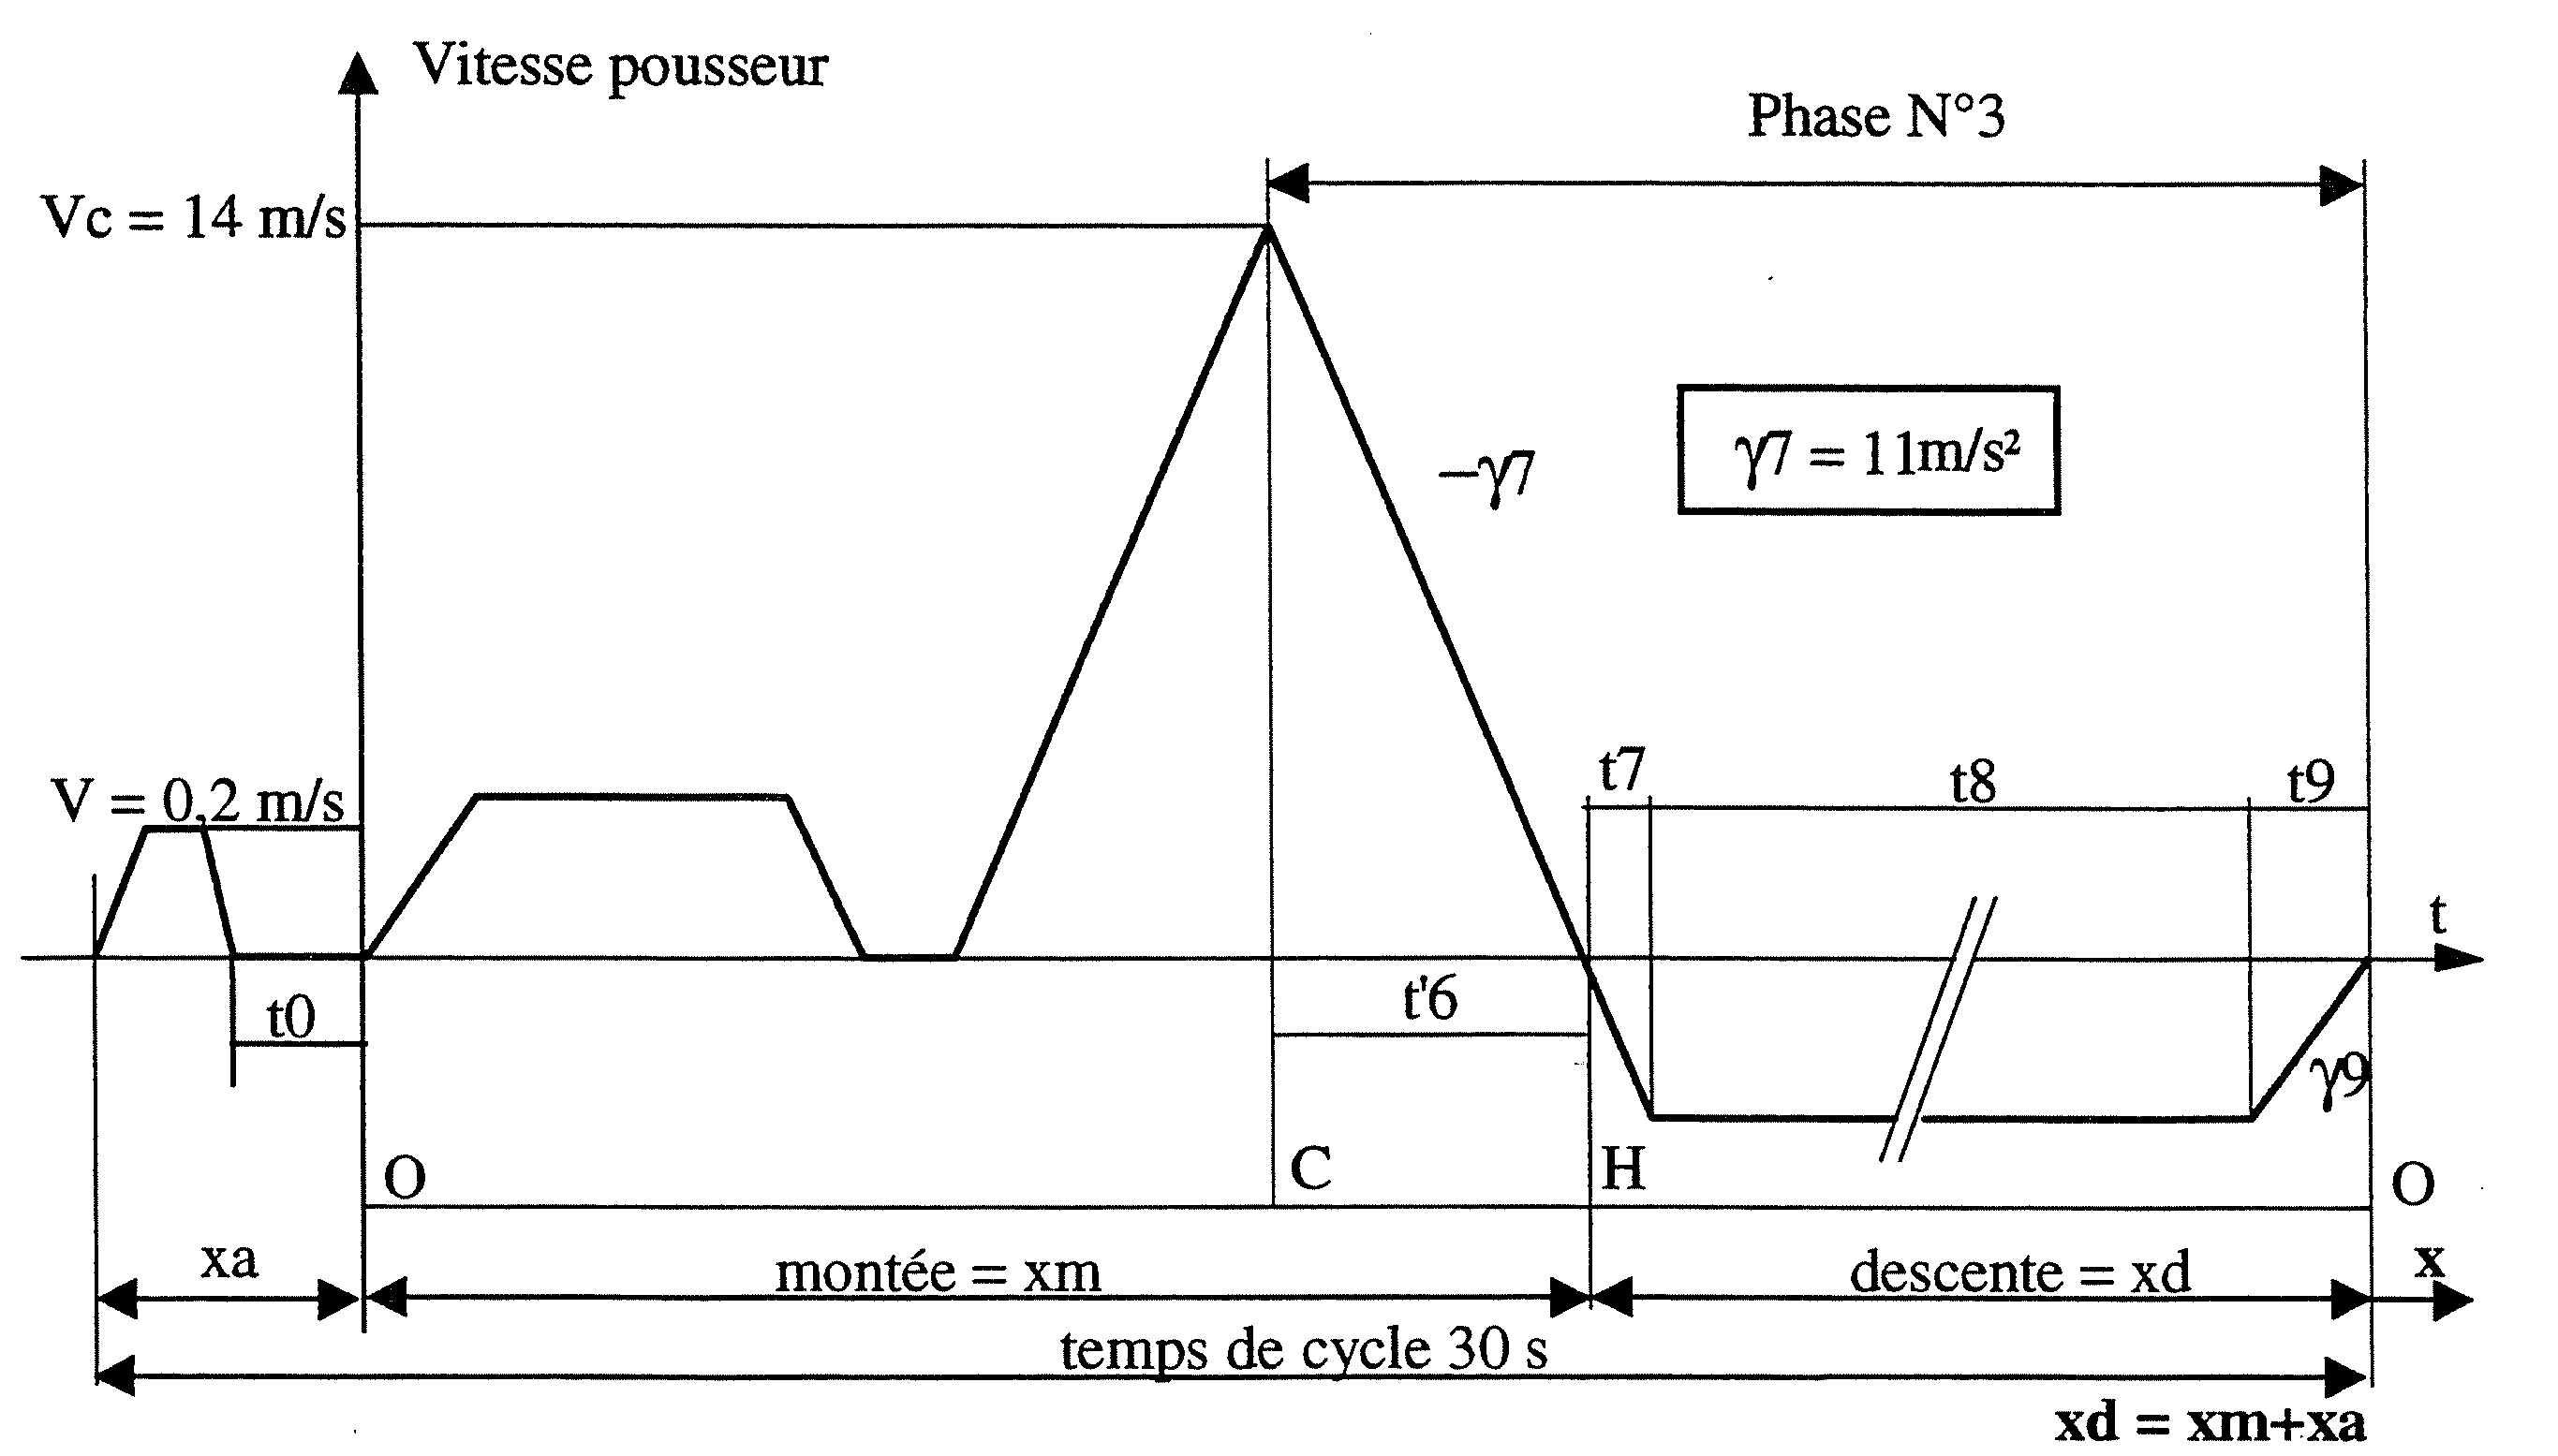 Vitesse pousseur
Phase N°3
Vc = 14 m/s
γ7 = 11m/s²
–γ7
t7
t8
t9
V = 0,2 m/s
t
t'6
t0
γ9
O
C
H
O
xa
montée = xm
descente = xd
x
temps de cycle 30 s
xd = xm+xa